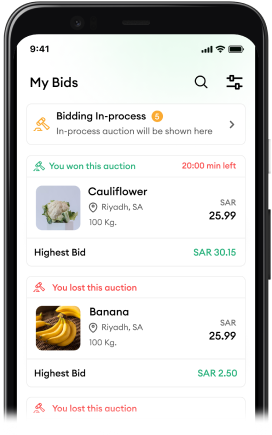 9:41
My Bids
Bidding In-process 5
In-process auction will be shown here
You won this auction 20:00 min left
Cauliflower
Riyadh, SA
100 Kg.
SAR
25.99
Highest Bid SAR 30.15
You lost this auction
Banana
Riyadh, SA
100 Kg.
SAR
25.99
Highest Bid SAR 2.50
You lost this auction